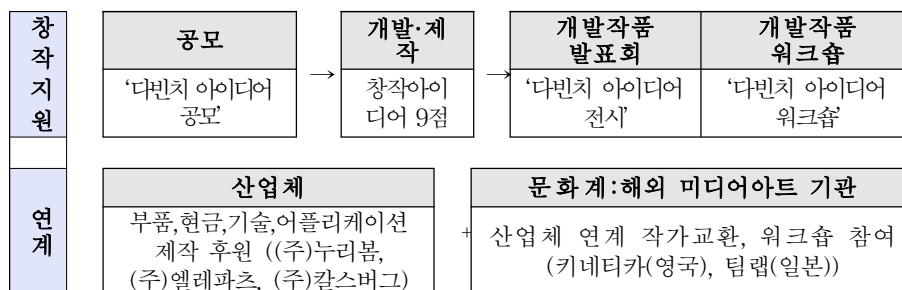 창작지원
공모
‘다빈치 아이디어
공모’
→
개발·제
작
창작아이
디어 9점
→
개발작품
발표회
‘다빈치 아이디어
전시’
개발작품
워크숍
‘다빈치 아이디어
워크숍’
연계
산업체
부품,현금,기술,어플리케이션
제작 후원 ((주)누리봄,
(주)엘레파츠, (주)칼스버그)
+
문화계:해외 미디어아트 기관
산업체 연계 작가교환, 워크숍 참여
(키네티카(영국), 팀랩(일본))